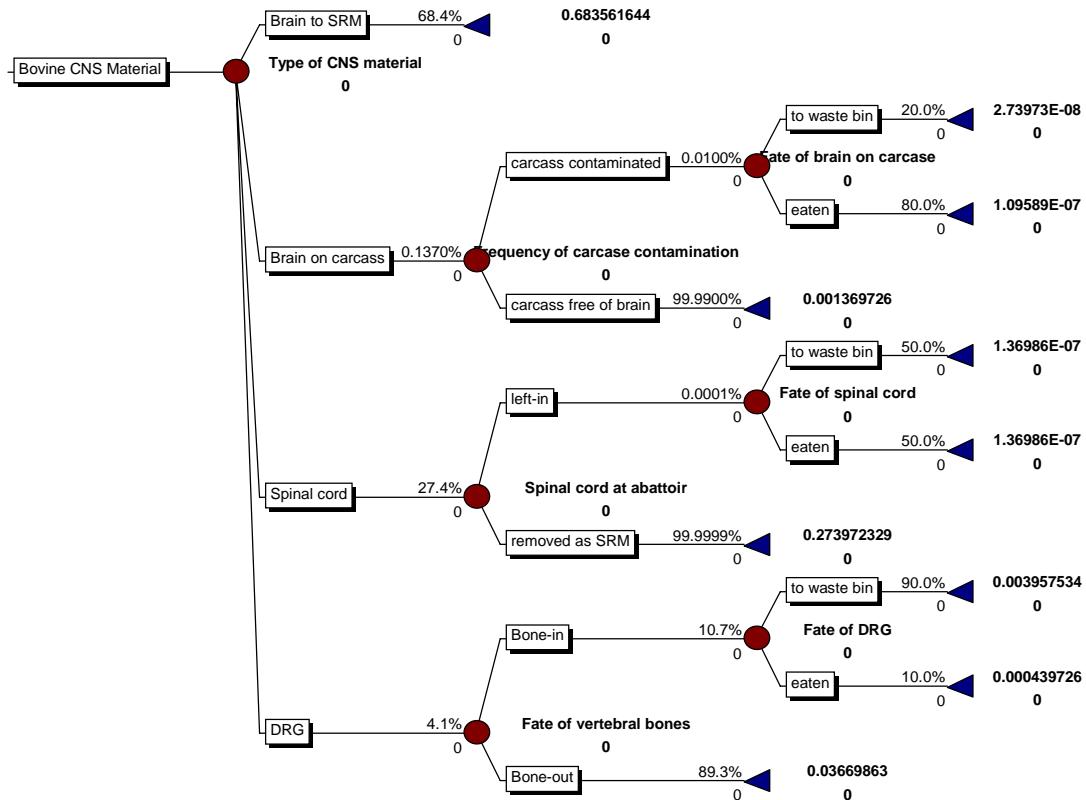 Brain to SRM 68.4% 0.683561644
0 0
Bovine CNS Material Type of CNS material
0
to waste bin 20.0% 2.73973E-08
0 0
carcass contaminated 0.0100% Fate of brain on carcase
0 0
eaten 80.0% 1.09589E-07
0 0
Brain on carcass 0.1370% Frequency of carcase contamination
0 0
carcass free of brain 99.9900% 0.001369726
0 0
to waste bin 50.0% 1.36986E-07
0 0
left-in 0.0001% Fate of spinal cord
0 0
eaten 50.0% 1.36986E-07
0 0
Spinal cord 27.4% Spinal cord at abattoir
0 0
removed as SRM 99.9999% 0.273972329
0 0
to waste bin 90.0% 0.003957534
0 0
Bone-in 10.7% Fate of DRG
0 0
eaten 10.0% 0.000439726
0 0
DRG 4.1% Fate of vertebral bones
0 0
Bone-out 89.3% 0.03669863
0 0